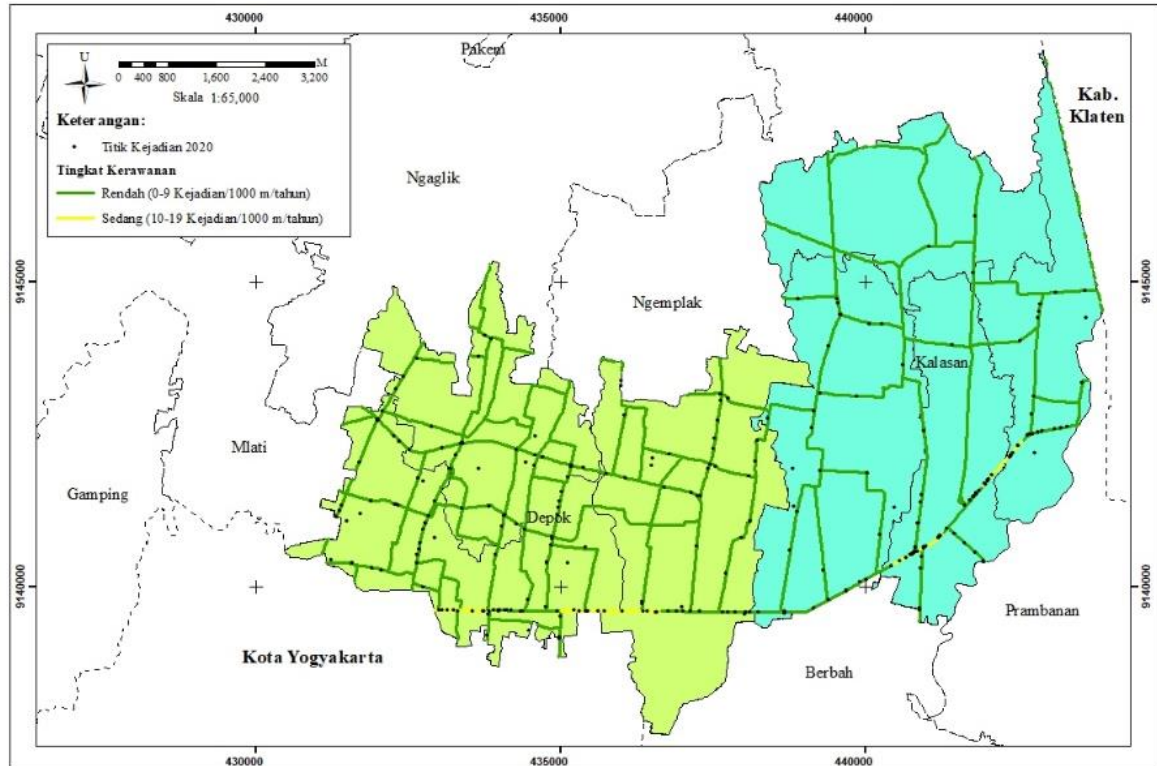 430000 435000 440000
U
M
0 400 800 1,600 2,400 3,200
Skala 1:65,000
Keterangan:
Titik Kejadian 2020
Tingkat Kerawanan
Rendah (0-9 Kejadian/1000 m/tahun)
Sedang (10-19 Kejadian/1000 m/tahun)
Pakem
Kab.
Klaten
Ngaglik
9145000
9145000
Ngemplak
Kalasan
Mlati
Gamping
Depok
9140000
9140000
Prambanan
Kota Yogyakarta
Berbah
430000 435000 440000